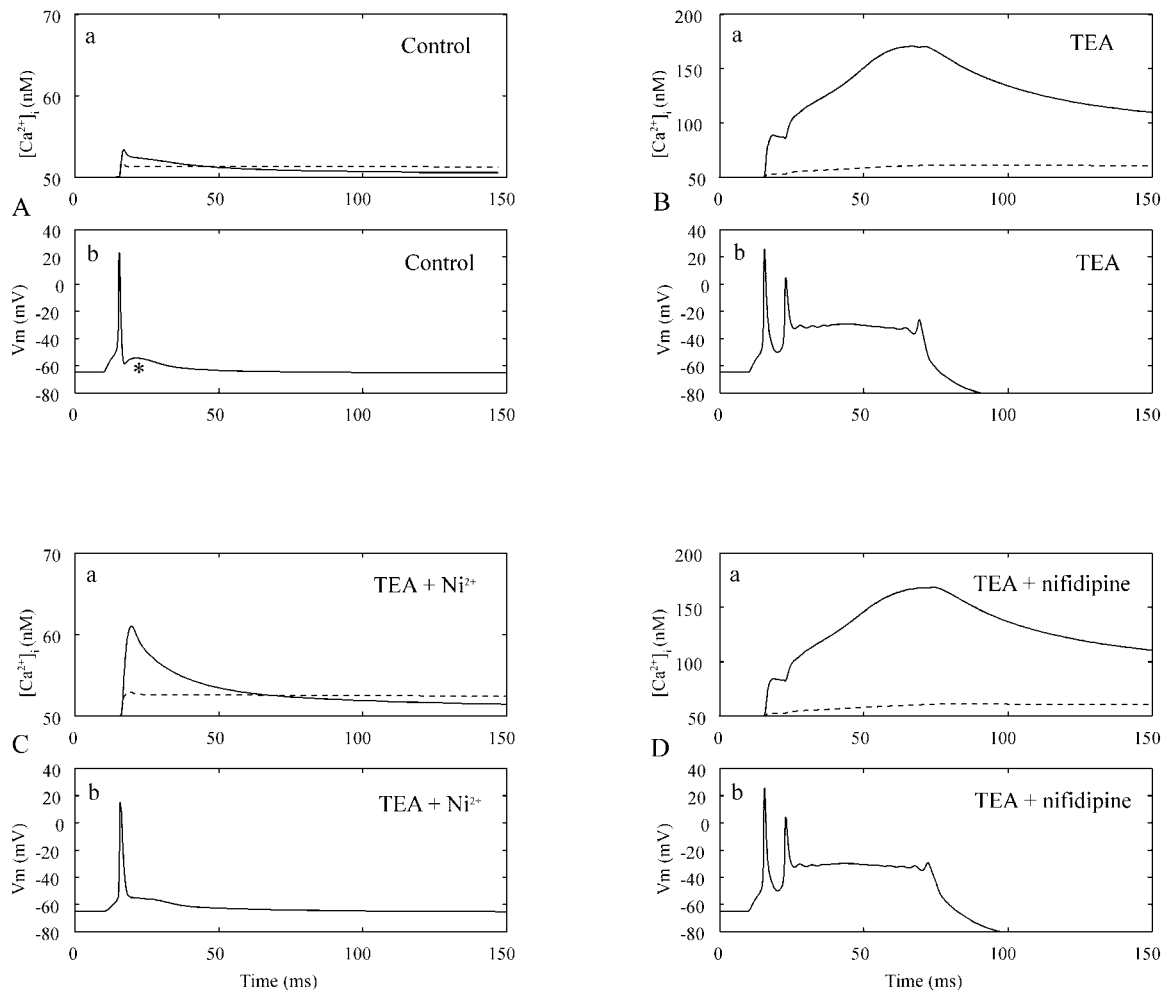 70
60
50
[Ca²⁺]ᵢ (nM)
a
Control
0 50 100 150
A
40
20
0
-20
-40
-60
-80
Vm (mV)
b
Control
*
0 50 100 150
200
150
100
50
[Ca²⁺]ᵢ (nM)
a
TEA
0 50 100 150
B
40
20
0
-20
-40
-60
-80
Vm (mV)
b
TEA
0 50 100 150
70
60
50
[Ca²⁺]ᵢ (nM)
a
TEA + Ni²⁺
0 50 100 150
C
40
20
0
-20
-40
-60
-80
Vm (mV)
b
TEA + Ni²⁺
0 50 100 150
Time (ms)
200
150
100
50
[Ca²⁺]ᵢ (nM)
a
TEA + nifidipine
0 50 100 150
D
40
20
0
-20
-40
-60
-80
Vm (mV)
b
TEA + nifidipine
0 50 100 150
Time (ms)